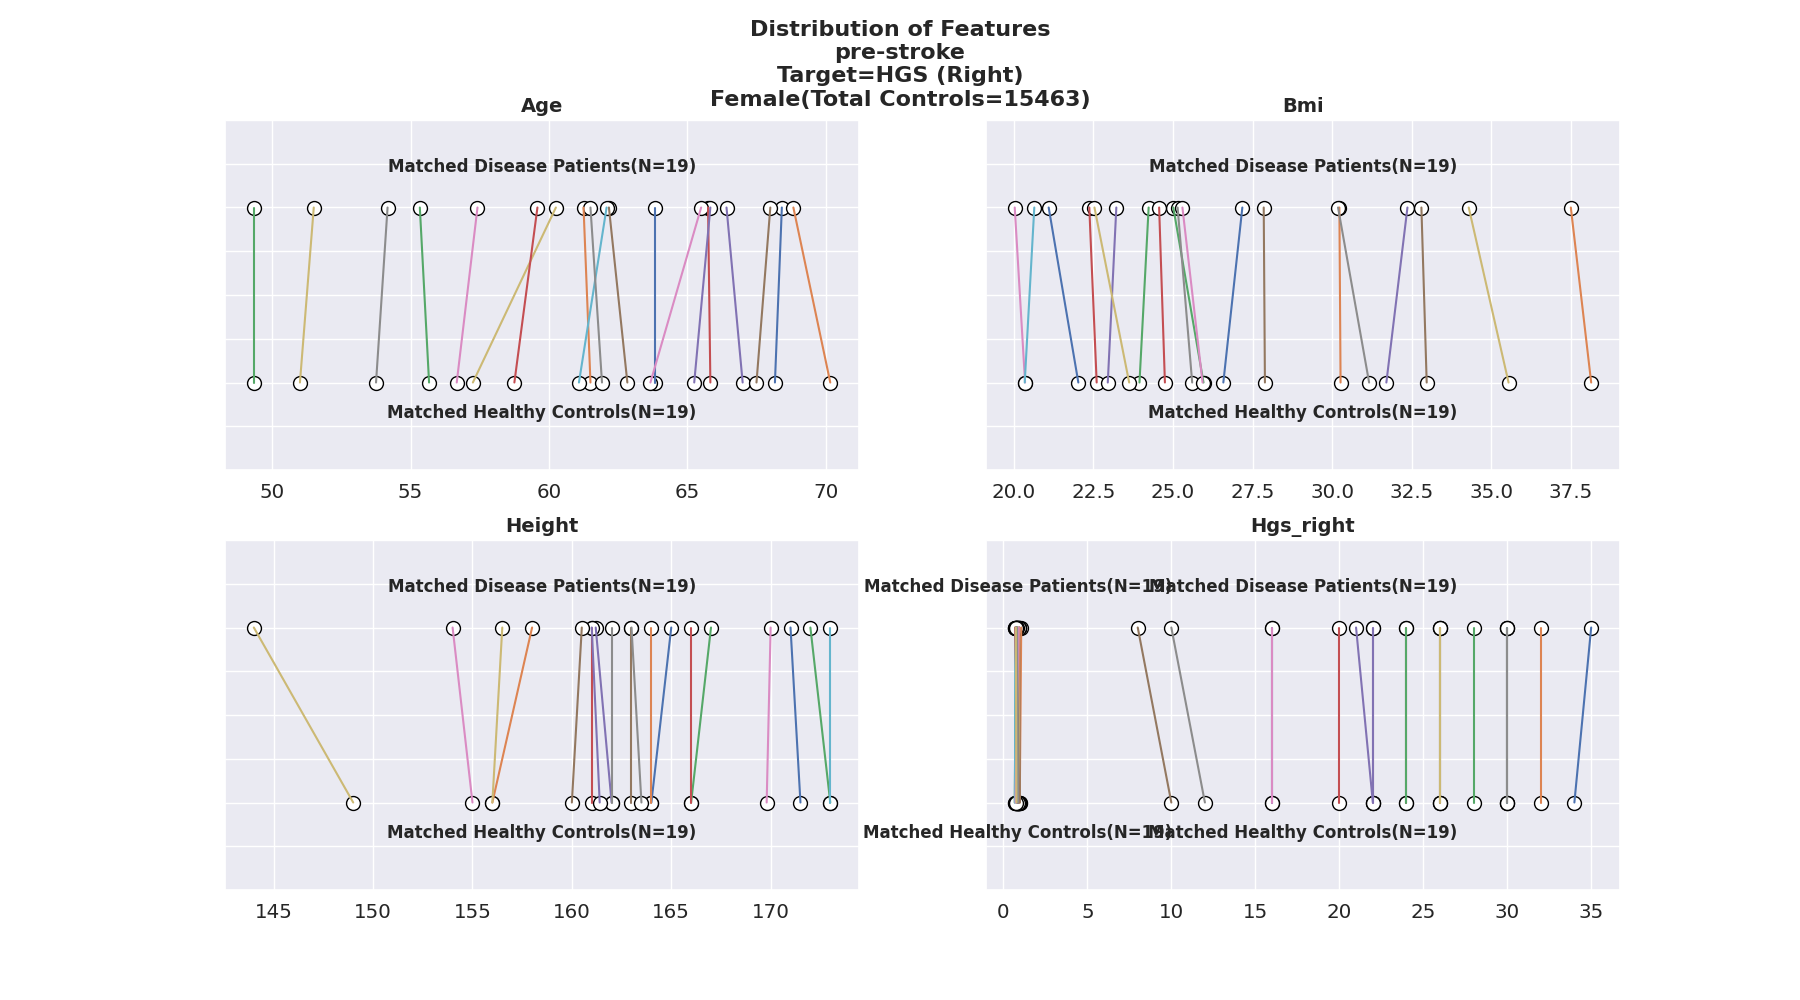 Distribution of Features
pre-stroke
Target=HGS (Right)
Female(Total Controls=15463)
Age
Matched Disease Patients(N=19)
Matched Healthy Controls(N=19)
50 55 60 65 70
Bmi
Matched Disease Patients(N=19)
Matched Healthy Controls(N=19)
20.0 22.5 25.0 27.5 30.0 32.5 35.0 37.5
Height
Matched Disease Patients(N=19)
Matched Healthy Controls(N=19)
145 150 155 160 165 170
Hgs_right
Matched Disease Patients(N=19)
Matched Disease Patients(N=19)
Matched Healthy Controls(N=19)
Matched Healthy Controls(N=19)
0 5 10 15 20 25 30 35